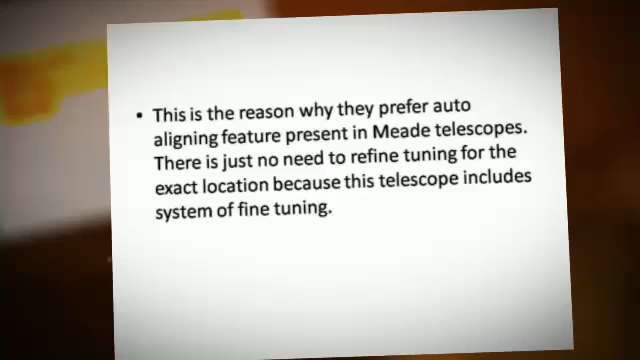 • This is the reason why they prefer auto
aligning feature present in Meade telescopes.
There is just no need to refine tuning for the
exact location because this telescope includes
system of fine tuning.